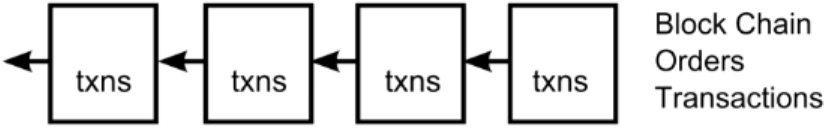 txns txns txns txns
Block Chain
Orders
Transactions